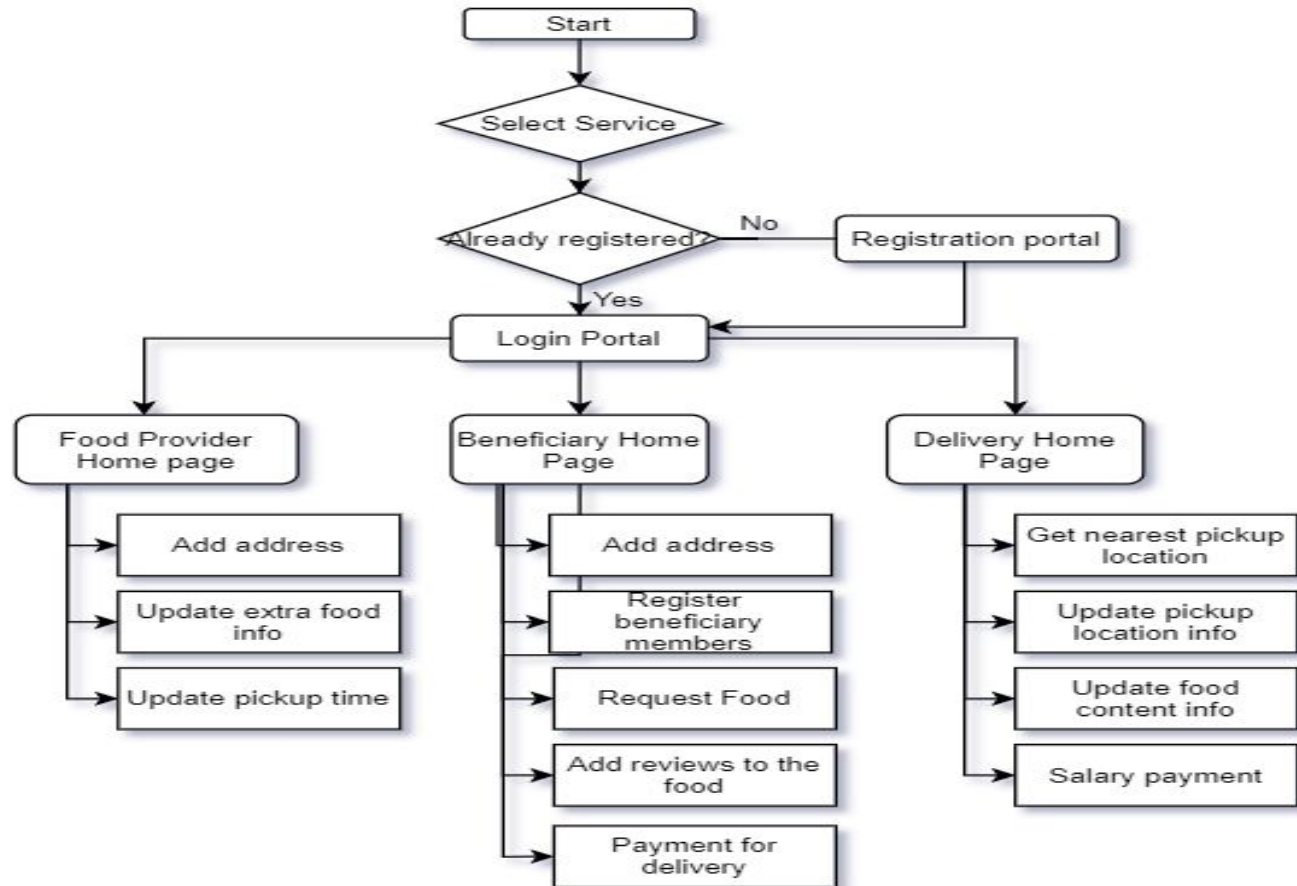 Start
Select Service
Already registered?
No
Registration portal
Yes
Login Portal
Food Provider
Home page
Beneficiary Home
Page
Delivery Home
Page
Add address
Update extra food
info
Update pickup time
Add address
Register
beneficiary
members
Request Food
Add reviews to the
food
Payment for
delivery
Get nearest pickup
location
Update pickup
location info
Update food
content info
Salary payment